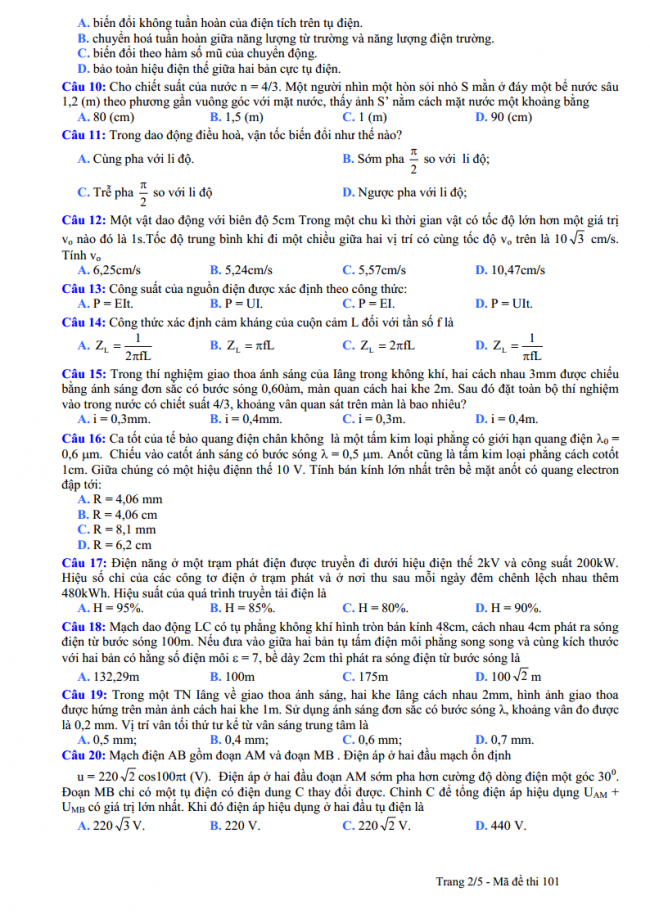 A. biến đổi không tuần hoàn của điện tích trên tụ điện.
B. chuyển hoá tuần hoàn giữa năng lượng từ trường và năng lượng điện trường.
C. biến đổi theo hàm số mũ của chuyển động.
D. bảo toàn hiệu điện thế giữa hai bản cực tụ điện.
Câu 10: Cho chiết suất của nước n = 4/3. Một người nhìn một hòn sỏi nhỏ S mằn ở đáy một bể nước sâu
1,2 (m) theo phương gần vuông góc với mặt nước, thấy ảnh S’ nằm cách mặt nước một khoảng bằng
A. 80 (cm) B. 1,5 (m) C. 1 (m) D. 90 (cm)
Câu 11: Trong dao động điều hoà, vận tốc biến đổi như thế nào?
A. Cùng pha với li độ. B. Sớm pha π/2 so với li độ;
C. Trễ pha π/2 so với li độ D. Ngược pha với li độ;
Câu 12: Một vật dao động với biên độ 5cm Trong một chu kì thời gian vật có tốc độ lớn hơn một giá trị
vₒ nào đó là 1s.Tốc độ trung bình khi đi một chiều giữa hai vị trí có cùng tốc độ vₒ trên là 10√3 cm/s.
Tính vₒ
A. 6,25cm/s B. 5,24cm/s C. 5,57cm/s D. 10,47cm/s
Câu 13: Công suất của nguồn điện được xác định theo công thức:
A. P = EIt. B. P = UI. C. P = EI. D. P = UIt.
Câu 14: Công thức xác định cảm kháng của cuộn cảm L đối với tần số f là
A. Z_L = 1/2πfL B. Z_L = πfL C. Z_L = 2πfL D. Z_L = 1/πfL
Câu 15: Trong thí nghiệm giao thoa ánh sáng của Iâng trong không khí, hai cách nhau 3mm được chiếu
bằng ánh sáng đơn sắc có bước sóng 0,60àm, màn quan cách hai khe 2m. Sau đó đặt toàn bộ thí nghiệm
vào trong nước có chiết suất 4/3, khoảng vân quan sát trên màn là bao nhiêu?
A. i = 0,3mm. B. i = 0,4mm. C. i = 0,3m. D. i = 0,4m.
Câu 16: Ca tốt của tế bào quang điện chân không là một tấm kim loại phẳng có giới hạn quang điện λ₀ =
0,6 μm. Chiếu vào catốt ánh sáng có bước sóng λ = 0,5 μm. Anốt cũng là tấm kim loại phẳng cách cotốt
1cm. Giữa chúng có một hiệu điệnn thế 10 V. Tính bán kính lớn nhất trên bề mặt anốt có quang electron
đập tới:
A. R = 4,06 mm
B. R = 4,06 cm
C. R = 8,1 mm
D. R = 6,2 cm
Câu 17: Điện năng ở một trạm phát điện được truyền đi dưới hiệu điện thế 2kV và công suất 200kW.
Hiệu số chỉ của các công tơ điện ở trạm phát và ở nơi thu sau mỗi ngày đêm chênh lệch nhau thêm
480kWh. Hiệu suất của quá trình truyền tải điện là
A. H = 95%. B. H = 85%. C. H = 80%. D. H = 90%.
Câu 18: Mạch dao động LC có tụ phẳng không khí hình tròn bán kính 48cm, cách nhau 4cm phát ra sóng
điện từ bước sóng 100m. Nếu đưa vào giữa hai bản tụ tấm điện môi phẳng song song và cùng kích thước
với hai bản có hằng số điện môi ε = 7, bề dày 2cm thì phát ra sóng điện từ bước sóng là
A. 132,29m B. 100m C. 175m D. 100√2 m
Câu 19: Trong một TN Iâng về giao thoa ánh sáng, hai khe Iâng cách nhau 2mm, hình ảnh giao thoa
được hứng trên màn ảnh cách hai khe 1m. Sử dụng ánh sáng đơn sắc có bước sóng λ, khoảng vân đo được
là 0,2 mm. Vị trí vân tối thứ tư kể từ vân sáng trung tâm là
A. 0,5 mm; B. 0,4 mm; C. 0,6 mm; D. 0,7 mm.
Câu 20: Mạch điện AB gồm đoạn AM và đoạn MB . Điện áp ở hai đầu mạch ổn định
u = 220√2 cos100πt (V). Điện áp ở hai đầu đoạn AM sớm pha hơn cường độ dòng điện một góc 30⁰.
Đoạn MB chỉ có một tụ điện có điện dung C thay đổi được. Chỉnh C để tổng điện áp hiệu dụng U_AM +
U_MB có giá trị lớn nhất. Khi đó điện áp hiệu dụng ở hai đầu tụ điện là
A. 220√3 V. B. 220 V. C. 220√2 V. D. 440 V.
Trang 2/5 - Mã đề thi 101